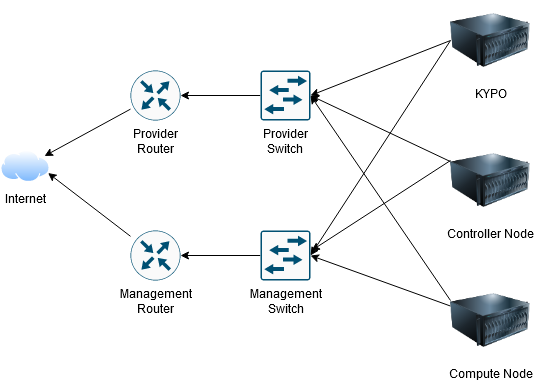 KYPO
Provider
Router
Provider
Switch
Internet
Controller Node
Management
Router
Management
Switch
Compute Node